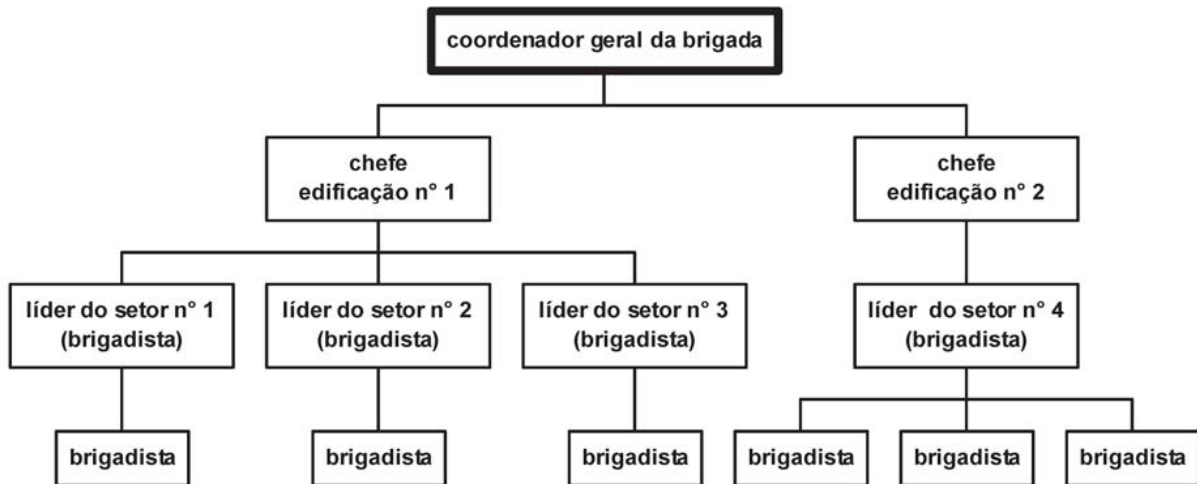 coordenador geral da brigada
chefe
edificação n° 1
chefe
edificação n° 2
líder do setor n° 1
(brigadista)
líder do setor n° 2
(brigadista)
líder do setor n° 3
(brigadista)
líder do setor n° 4
(brigadista)
brigadista
brigadista
brigadista
brigadista
brigadista
brigadista